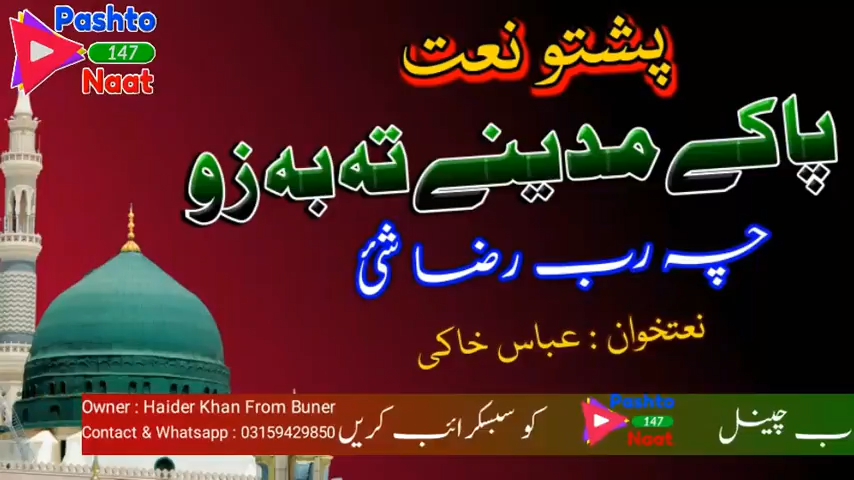 Pashto
147
Naat
پشتو نعت
پاکے مدینے تہ بہ زو
چہ رب رضا شئ
نعتخوان : عباس خاکی
Owner : Haider Khan From Buner
Contact & Whatsapp : 03159429850
ب چینل
Pashto
147
Naat
کو سبسکرائب کریں